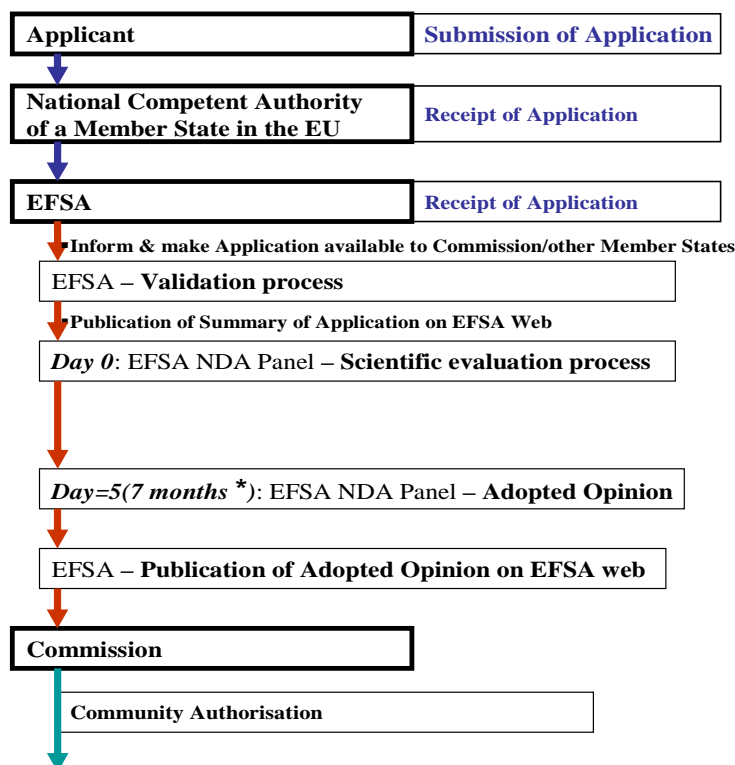 Applicant
Submission of Application
National Competent Authority
of a Member State in the EU
Receipt of Application
EFSA
Receipt of Application
▪Inform & make Application available to Commission/other Member States
EFSA – Validation process
▪Publication of Summary of Application on EFSA Web
Day 0: EFSA NDA Panel – Scientific evaluation process
Day=5(7 months *): EFSA NDA Panel – Adopted Opinion
EFSA – Publication of Adopted Opinion on EFSA web
Commission
Community Authorisation